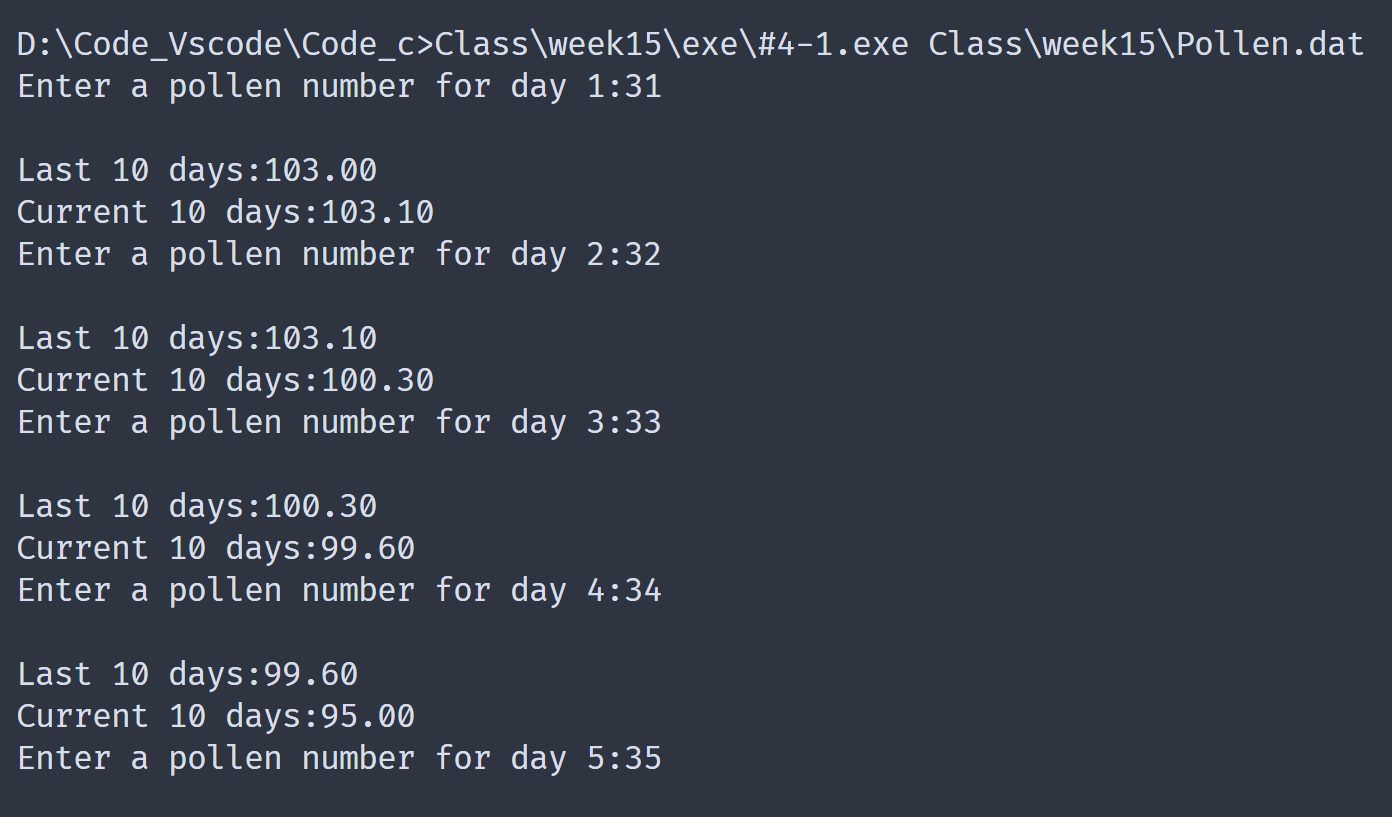 D:\Code_Vscode\Code_c>Class\week15\exe\#4-1.exe Class\week15\Pollen.dat
Enter a pollen number for day 1:31
Last 10 days:103.00
Current 10 days:103.10
Enter a pollen number for day 2:32
Last 10 days:103.10
Current 10 days:100.30
Enter a pollen number for day 3:33
Last 10 days:100.30
Current 10 days:99.60
Enter a pollen number for day 4:34
Last 10 days:99.60
Current 10 days:95.00
Enter a pollen number for day 5:35